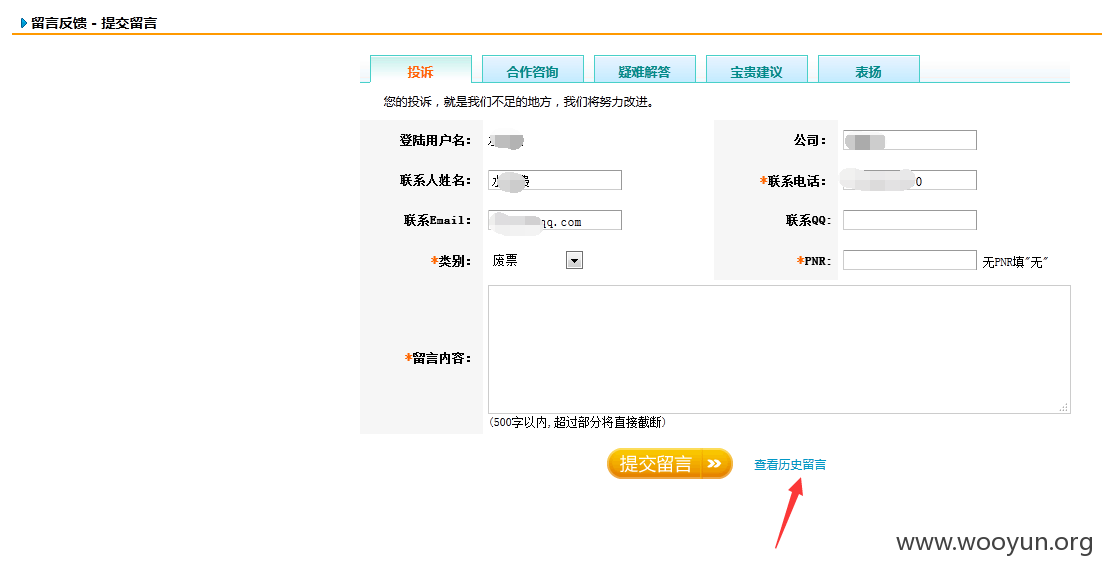 留言反馈 - 提交留言
投诉 合作咨询 疑难解答 宝贵建议 表扬
您的投诉，就是我们不足的地方，我们将努力改进。
登陆用户名： 公司：
联系人姓名： *联系电话： 0
联系Email： qq.com 联系QQ:
*类别： 废票 *PNR: 无PNR填"无"
*留言内容：
(500字以内,超过部分将直接截断)
提交留言 » 查看历史留言
www.wooyun.org